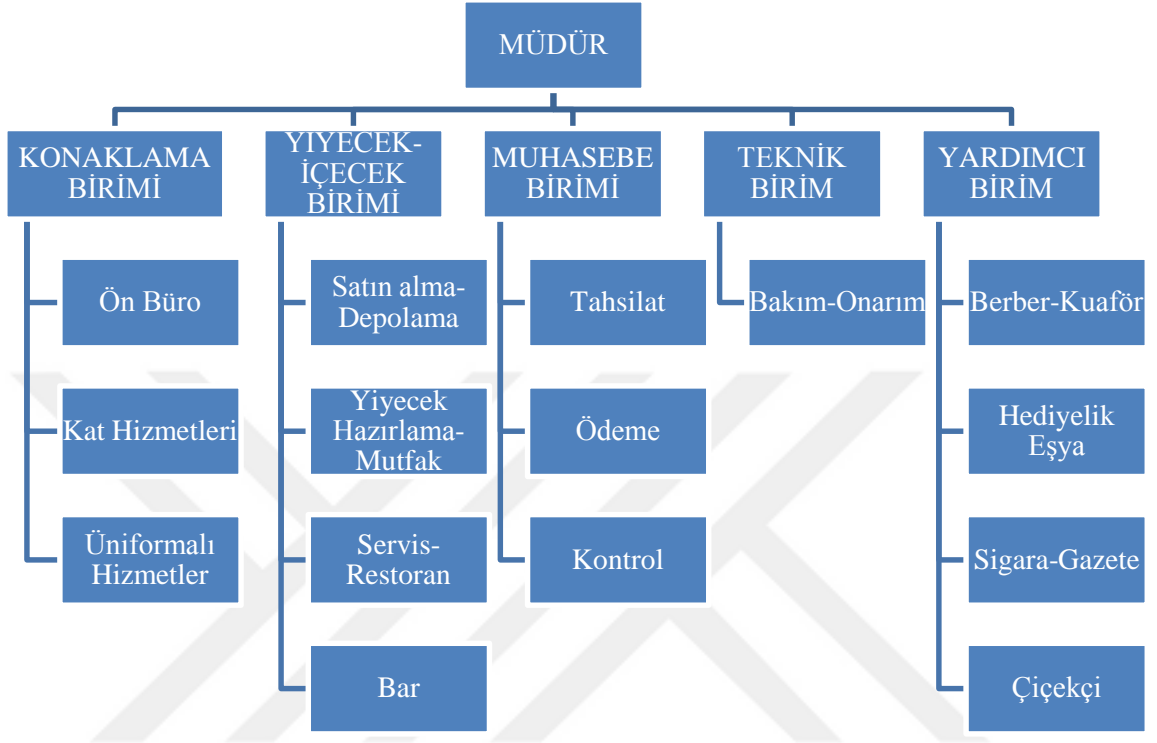 MÜDÜR
KONAKLAMA
BİRİMİ
YİYECEK-
İÇECEK
BİRİMİ
MUHASEBE
BİRİMİ
TEKNİK
BİRİM
YARDIMCI
BİRİM
Ön Büro
Kat Hizmetleri
Üniformalı
Hizmetler
Satın alma-
Depolama
Yiyecek
Hazırlama-
Mutfak
Servis-
Restoran
Bar
Tahsilat
Ödeme
Kontrol
Bakım-Onarım
Berber-Kuaför
Hediyelik
Eşya
Sigara-Gazete
Çiçekçi